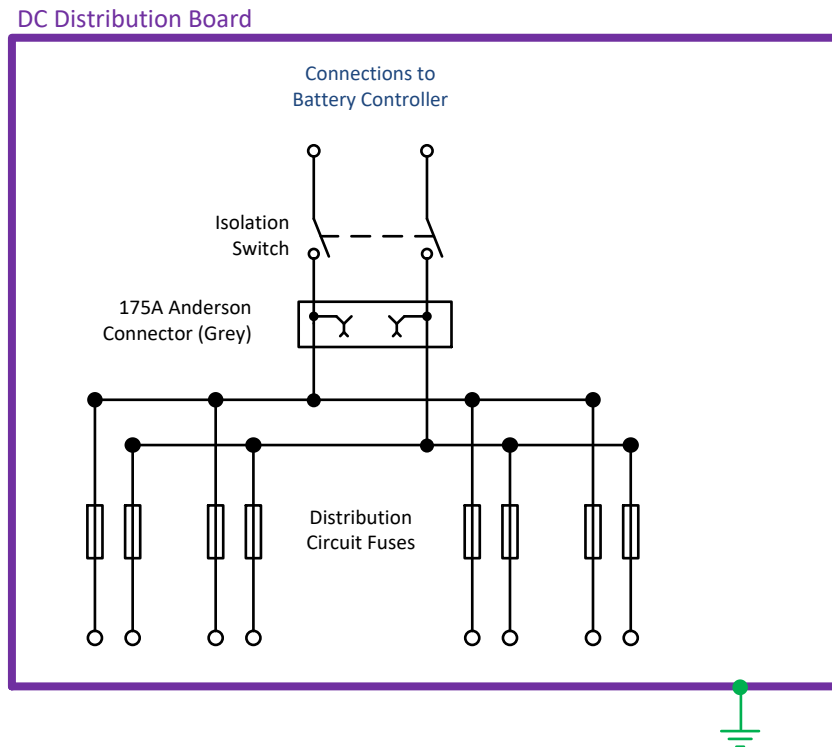 DC Distribution Board
Connections to
Battery Controller
Isolation
Switch
175A Anderson
Connector (Grey)
Distribution
Circuit Fuses